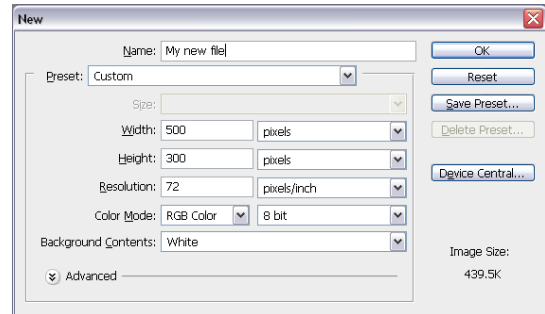 New
Name: My new file
OK
Preset: Custom
Reset
Size:
Save Preset...
Width: 500 pixels
Delete Preset...
Height: 300 pixels
Resolution: 72 pixels/inch
Device Central...
Color Mode: RGB Color 8 bit
Background Contents: White
Image Size:
Advanced
439.5K